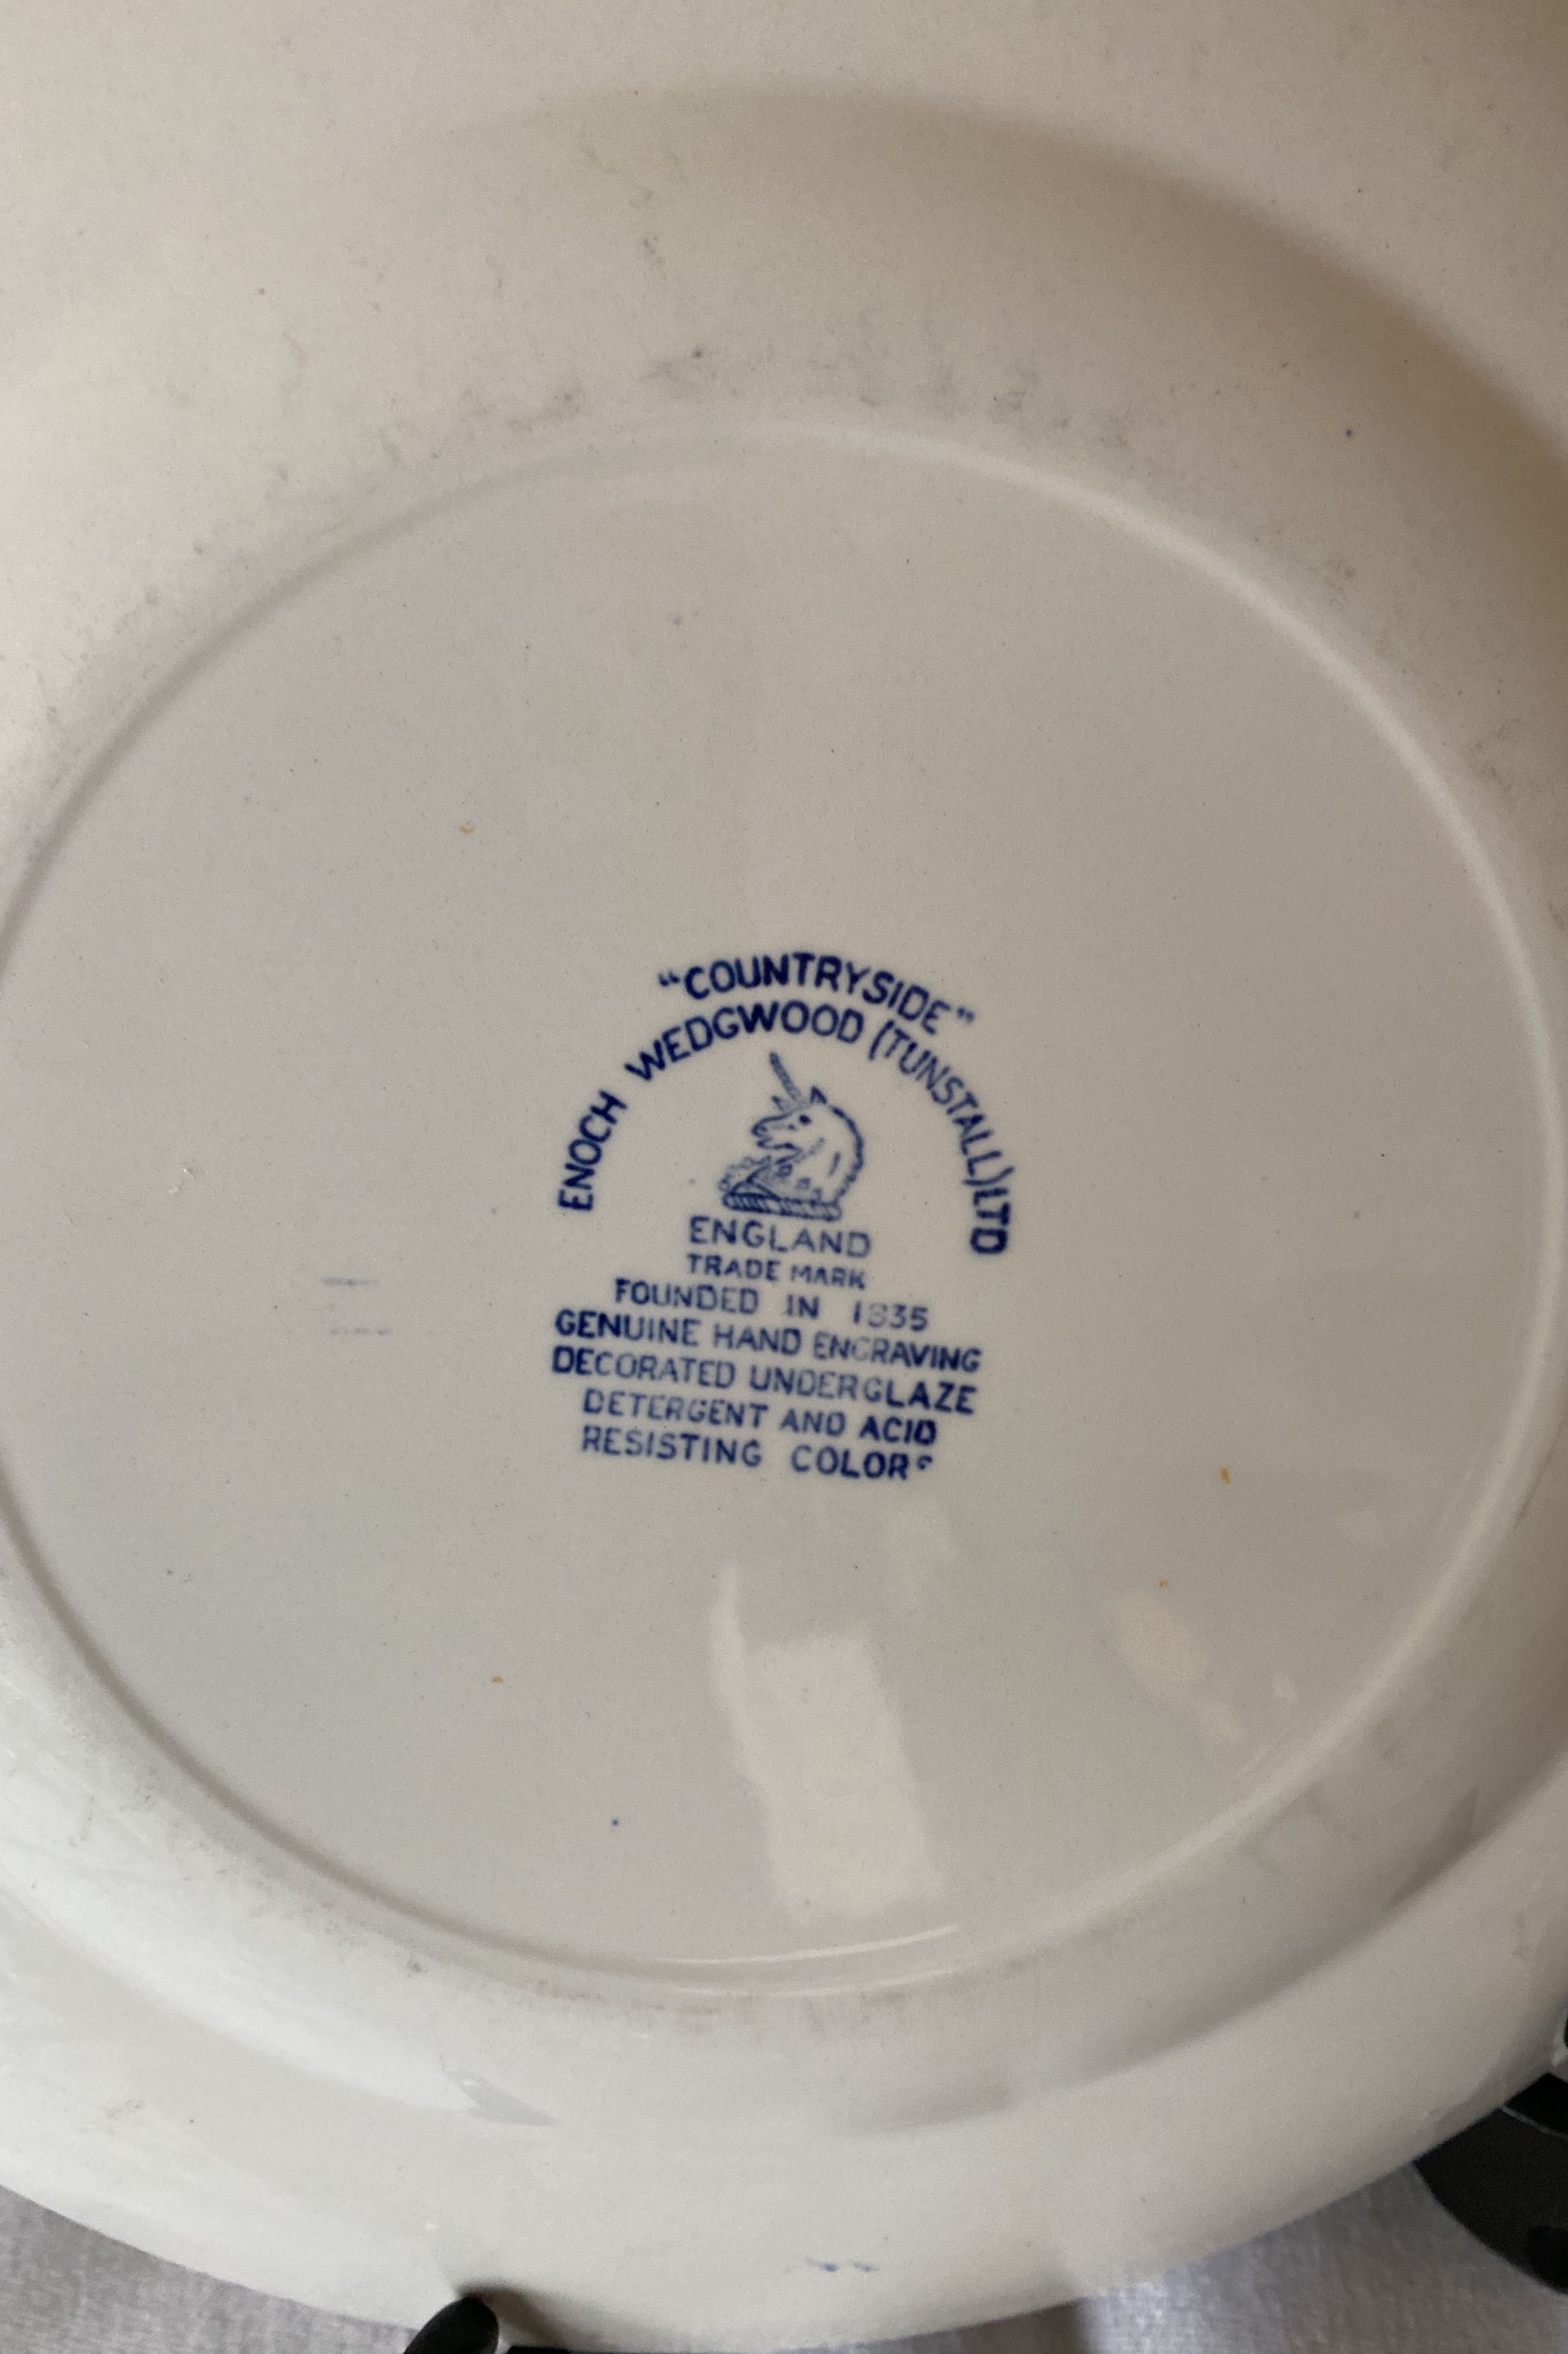 “COUNTRYSIDE”
ENOCH WEDGWOOD (TUNSTALL) LTD
ENGLAND
TRADE MARK
FOUNDED IN 1835
GENUINE HAND ENGRAVING
DECORATED UNDERGLAZE
DETERGENT AND ACID
RESISTING COLORS